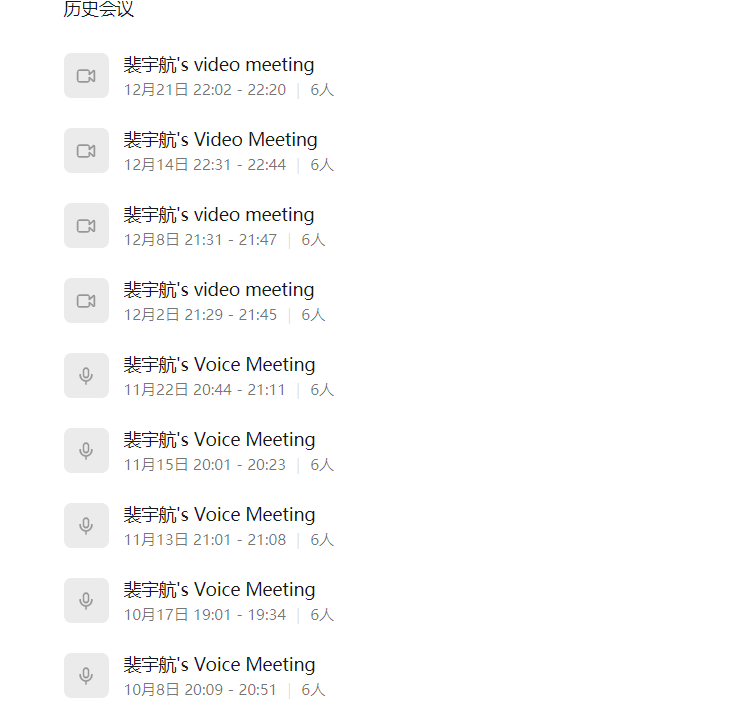 历史会议
裴宇航's video meeting
12月21日 22:02 - 22:20 | 6人
裴宇航's Video Meeting
12月14日 22:31 - 22:44 | 6人
裴宇航's video meeting
12月8日 21:31 - 21:47 | 6人
裴宇航's video meeting
12月2日 21:29 - 21:45 | 6人
裴宇航's Voice Meeting
11月22日 20:44 - 21:11 | 6人
裴宇航's Voice Meeting
11月15日 20:01 - 20:23 | 6人
裴宇航's Voice Meeting
11月13日 21:01 - 21:08 | 6人
裴宇航's Voice Meeting
10月17日 19:01 - 19:34 | 6人
裴宇航's Voice Meeting
10月8日 20:09 - 20:51 | 6人